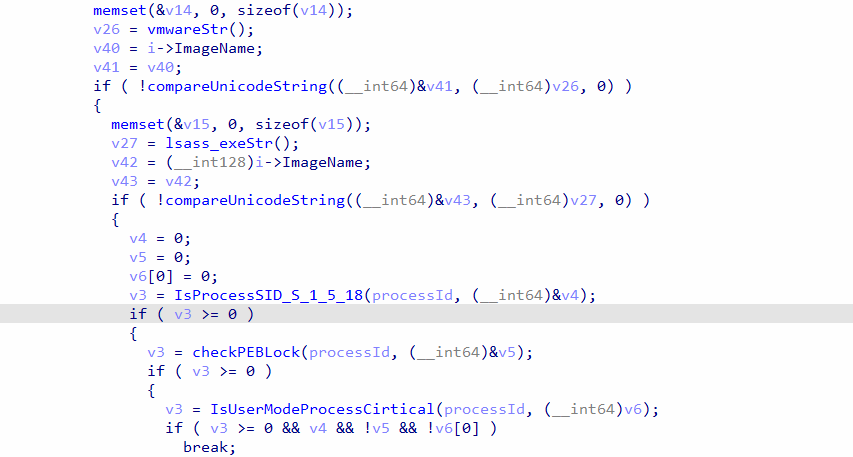 memset(&v14, 0, sizeof(v14));
v26 = vmwareStr();
v40 = i->ImageName;
v41 = v40;
if ( !compareUnicodeString((__int64)&v41, (__int64)v26, 0) )
{
memset(&v15, 0, sizeof(v15));
v27 = lsass_exeStr();
v42 = (__int128)i->ImageName;
v43 = v42;
if ( !compareUnicodeString((__int64)&v43, (__int64)v27, 0) )
{
v4 = 0;
v5 = 0;
v6[0] = 0;
v3 = IsProcessSID_S_1_5_18(processId, (__int64)&v4);
if ( v3 >= 0 )
{
v3 = checkPEBLock(processId, (__int64)&v5);
if ( v3 >= 0 )
{
v3 = IsUserModeProcessCirtical(processId, (__int64)v6);
if ( v3 >= 0 && v4 && !v5 && !v6[0] )
break;